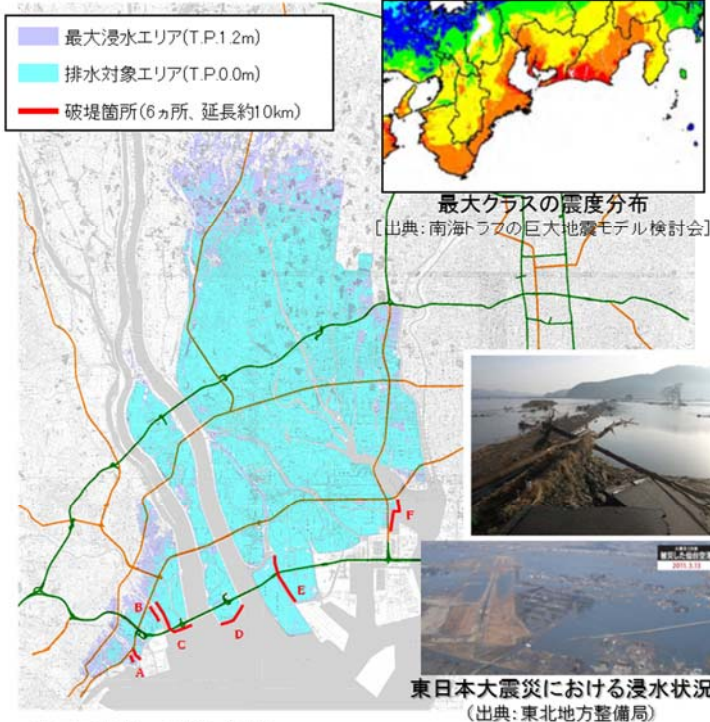 最大浸水エリア(T.P.1.2m)
排水対象エリア(T.P.0.0m)
破堤箇所(6ヵ所、延長約10km)
最大クラスの震度分布
[出典:南海トラフの巨大地震モデル検討会]
F
E
B
C
D
A
2011.3.13
東日本大震災における浸水状況
(出典:東北地方整備局)